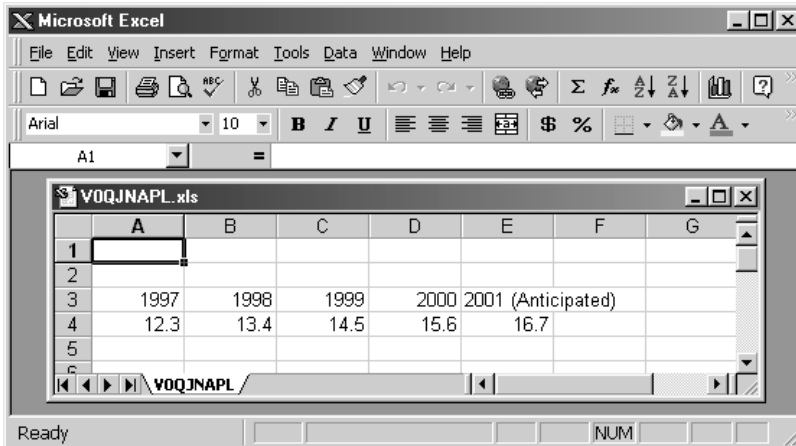 Microsoft Excel
File Edit View Insert Format Tools Data Window Help
ABC Σ fx A Z Z A ?
Arial 10 B I U a $ % A
A1 =
V0QJNAPL.xls
A B C D E F G
1
2
3 1997 1998 1999 2000 2001 (Anticipated)
4 12.3 13.4 14.5 15.6 16.7
5
V0QJNAPL
Ready NUM